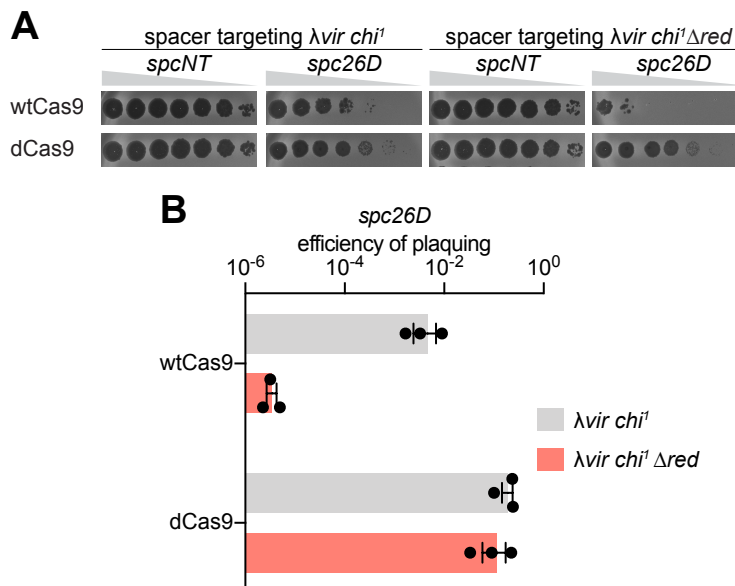 A
spacer targeting λvir chi¹ spacer targeting λvir chi¹Δred
spcNT spc26D spcNT spc26D
wtCas9
dCas9
B
spc26D
efficiency of plaquing
10⁻⁶ 10⁻⁴ 10⁻² 10⁰
wtCas9
λvir chi¹
λvir chi¹ Δred
dCas9